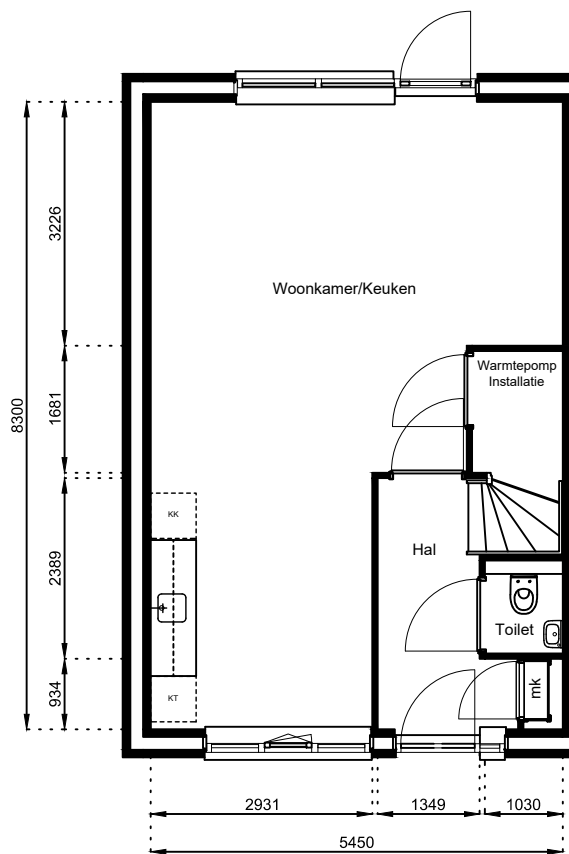 Woonkamer/Keuken
Warmtepomp
Installatie
Hal
Toilet
mk
KK
KT
8300
3226
1681
2389
934
2931
1349
1030
5450